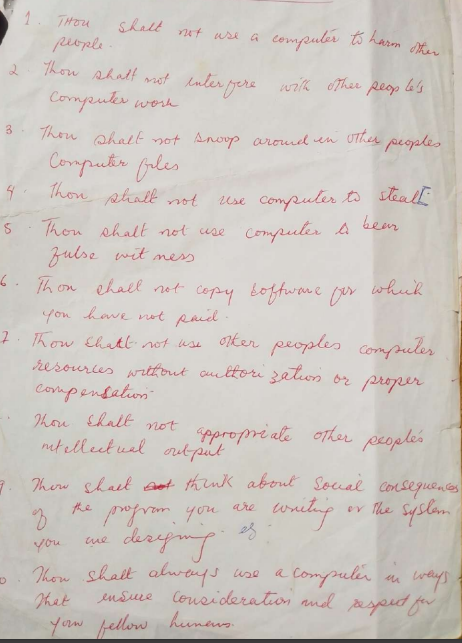 1. Thou shalt not use a computer to harm other
people.
2. Thou shalt not interfere with other people's
Computer work
3. Thou shalt not snoop around in other peoples
Computer files
4 Thou shalt not use computer to steal
5. Thou shalt not use computer to bear
false witness
6. Thou shall not copy software for which
you have not paid.
7. Thou shalt not use other peoples computer
resources without authorization or proper
compensation.
Thou shalt not appropriate other people's
intellectual output
9. Thou shalt not think about social consequences
of the program you are writing or the system
you are designing.
Thou shalt always use a computer in ways
that ensure consideration and respect for
your fellow humans.